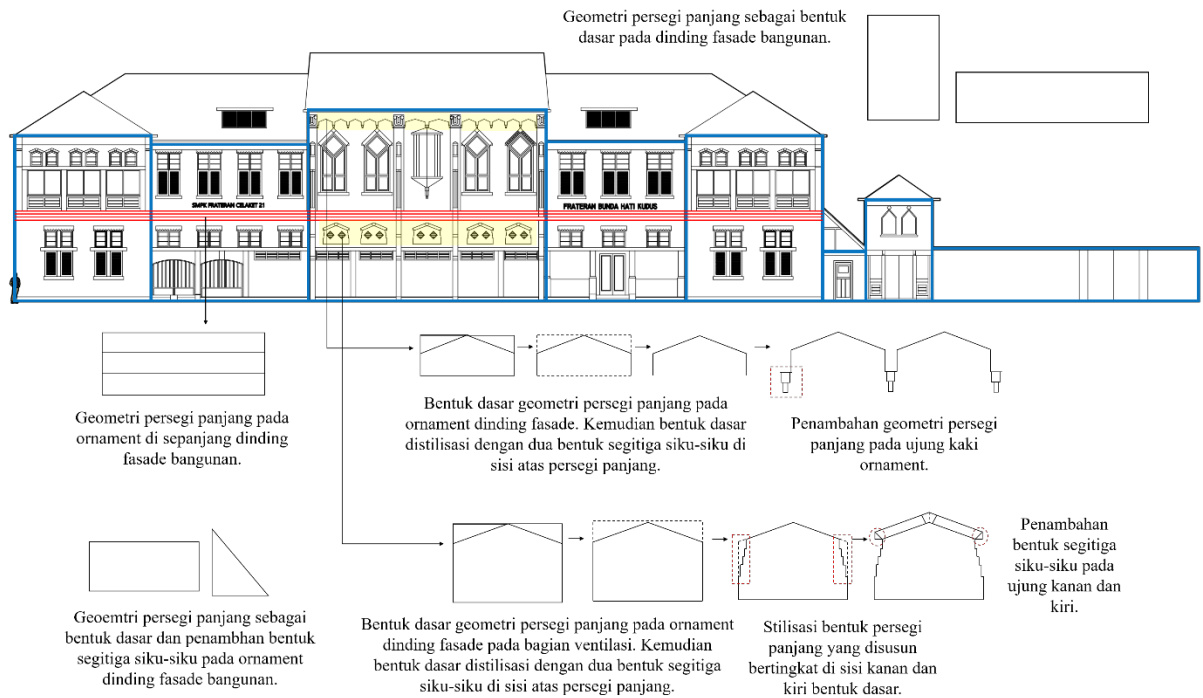 Geometri persegi panjang sebagai bentuk
dasar pada dinding fasade bangunan.
SMPK FRATERAN CELAKET 21
FRATERAN BUNDA HATI KUDUS
Geometri persegi panjang pada
ornament di sepanjang dinding
fasade bangunan.
Bentuk dasar geometri persegi panjang pada
ornament dinding fasade. Kemudian bentuk dasar
distilisasi dengan dua bentuk segitiga siku-siku di
sisi atas persegi panjang.
Penambahan geometri persegi
panjang pada ujung kaki
ornament.
Geoemtri persegi panjang sebagai
bentuk dasar dan penambhan bentuk
segitiga siku-siku pada ornament
dinding fasade bangunan.
Bentuk dasar geometri persegi panjang pada ornament
dinding fasade pada bagian ventilasi. Kemudian
bentuk dasar distilisasi dengan dua bentuk segitiga
siku-siku di sisi atas persegi panjang.
Stilisasi bentuk persegi
panjang yang disusun
bertingkat di sisi kanan dan
kiri bentuk dasar.
Penambahan
bentuk segitiga
siku-siku pada
ujung kanan dan
kiri.